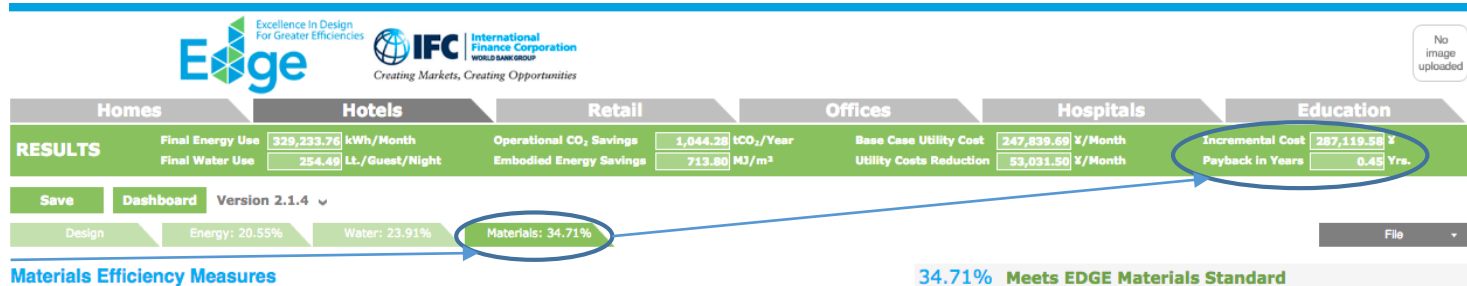 Excellence In Design
For Greater Efficiencies
Edge
IFC
International
Finance Corporation
WORLD BANK GROUP
Creating Markets, Creating Opportunities
No
image
uploaded
Homes Hotels Retail Offices Hospitals Education
RESULTS
Final Energy Use 329,233.76 kWh/Month Operational CO₂ Savings 1,044.28 tCO₂/Year Base Case Utility Cost 247,839.69 ¥/Month Incremental Cost 287,119.58 ¥
Final Water Use 254.49 Lt./Guest/Night Embodied Energy Savings 713.80 MJ/m² Utility Costs Reduction 53,031.50 ¥/Month Payback in Years 0.45 Yrs.
Save Dashboard Version 2.1.4
Design Energy: 20.55% Water: 23.91% Materials: 34.71% File
Materials Efficiency Measures 34.71% Meets EDGE Materials Standard